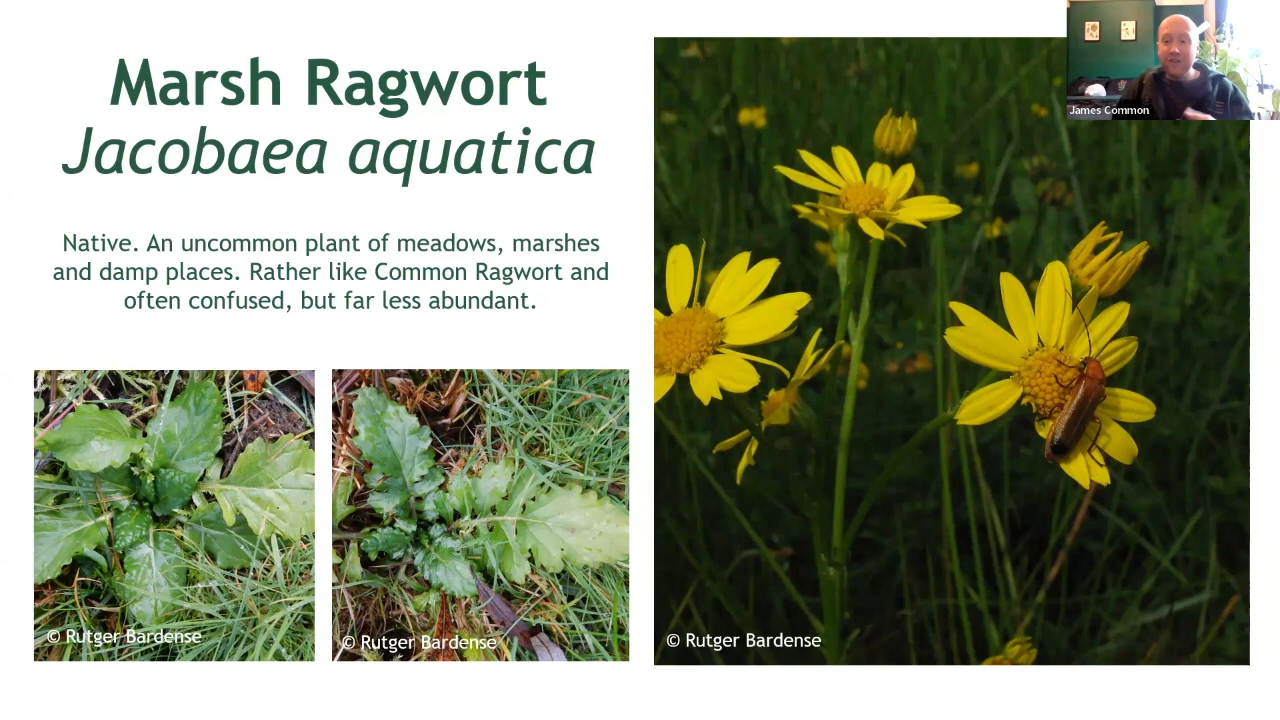 Marsh Ragwort
Jacobaea aquatica
Native. An uncommon plant of meadows, marshes
and damp places. Rather like Common Ragwort and
often confused, but far less abundant.
© Rutger Bardense
© Rutger Bardense
© Rutger Bardense
James Common